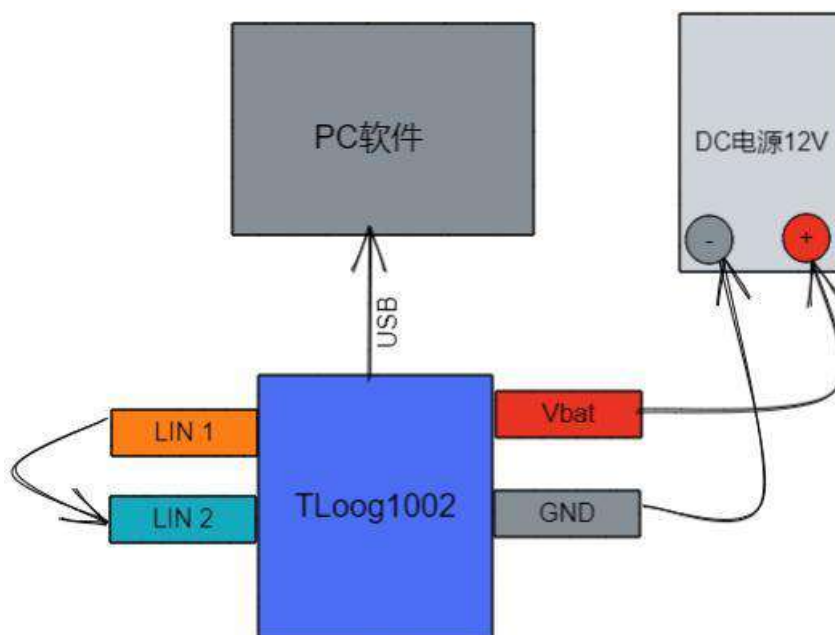 PC软件
DC电源12V
-
+
USB
LIN 1
Vbat
TLoog1002
LIN 2
GND